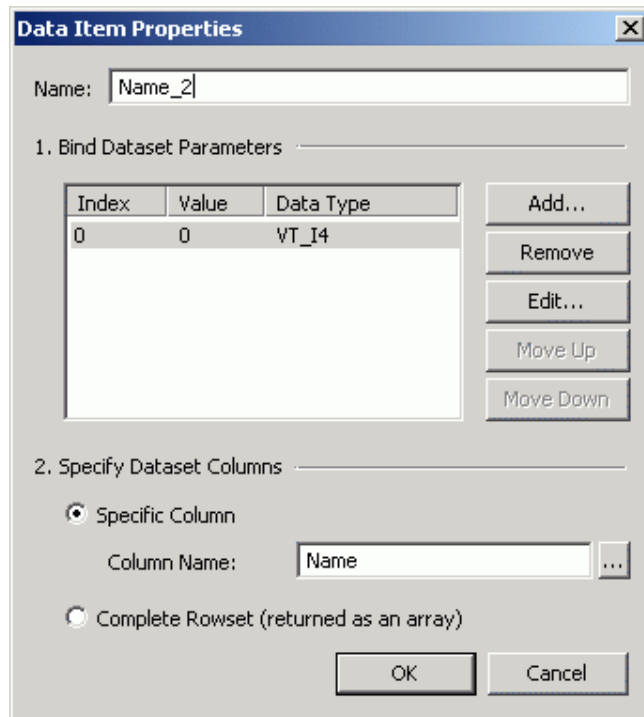 Data Item Properties
Name: Name_2
1. Bind Dataset Parameters
Index Value Data Type Add...
0 0 VT_I4
Remove
Edit...
Move Up
Move Down
2. Specify Dataset Columns
Specific Column
Column Name: Name ...
Complete Rowset (returned as an array)
OK Cancel